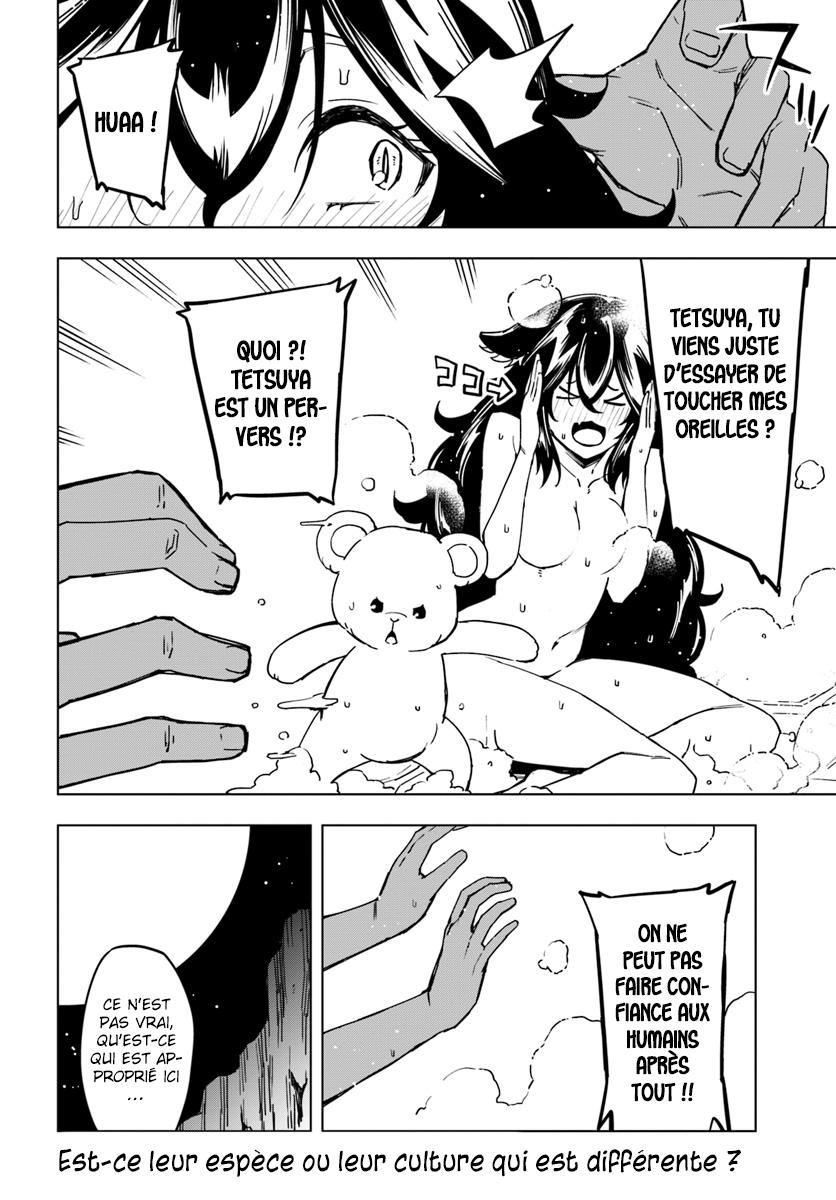 HUAA !
TETSUYA, TU
VIENS JUSTE
D'ESSAYER DE
TOUCHER MES
OREILLES ?
ココ
QUOI ?!
TETSUYA
EST UN PER-
VERS !?
ON NE
PEUT PAS
FAIRE CON-
FIANCE AUX
HUMAINS
APRÈS
TOUT !!
CE N'EST
PAS VRAI,
QU'EST-CE
QUI EST AP-
PROPRIÉ ICI
...
EST-CE LEUR ESPÈCE OU LEUR CULTURE QUI EST DIFFÉRENTE ?